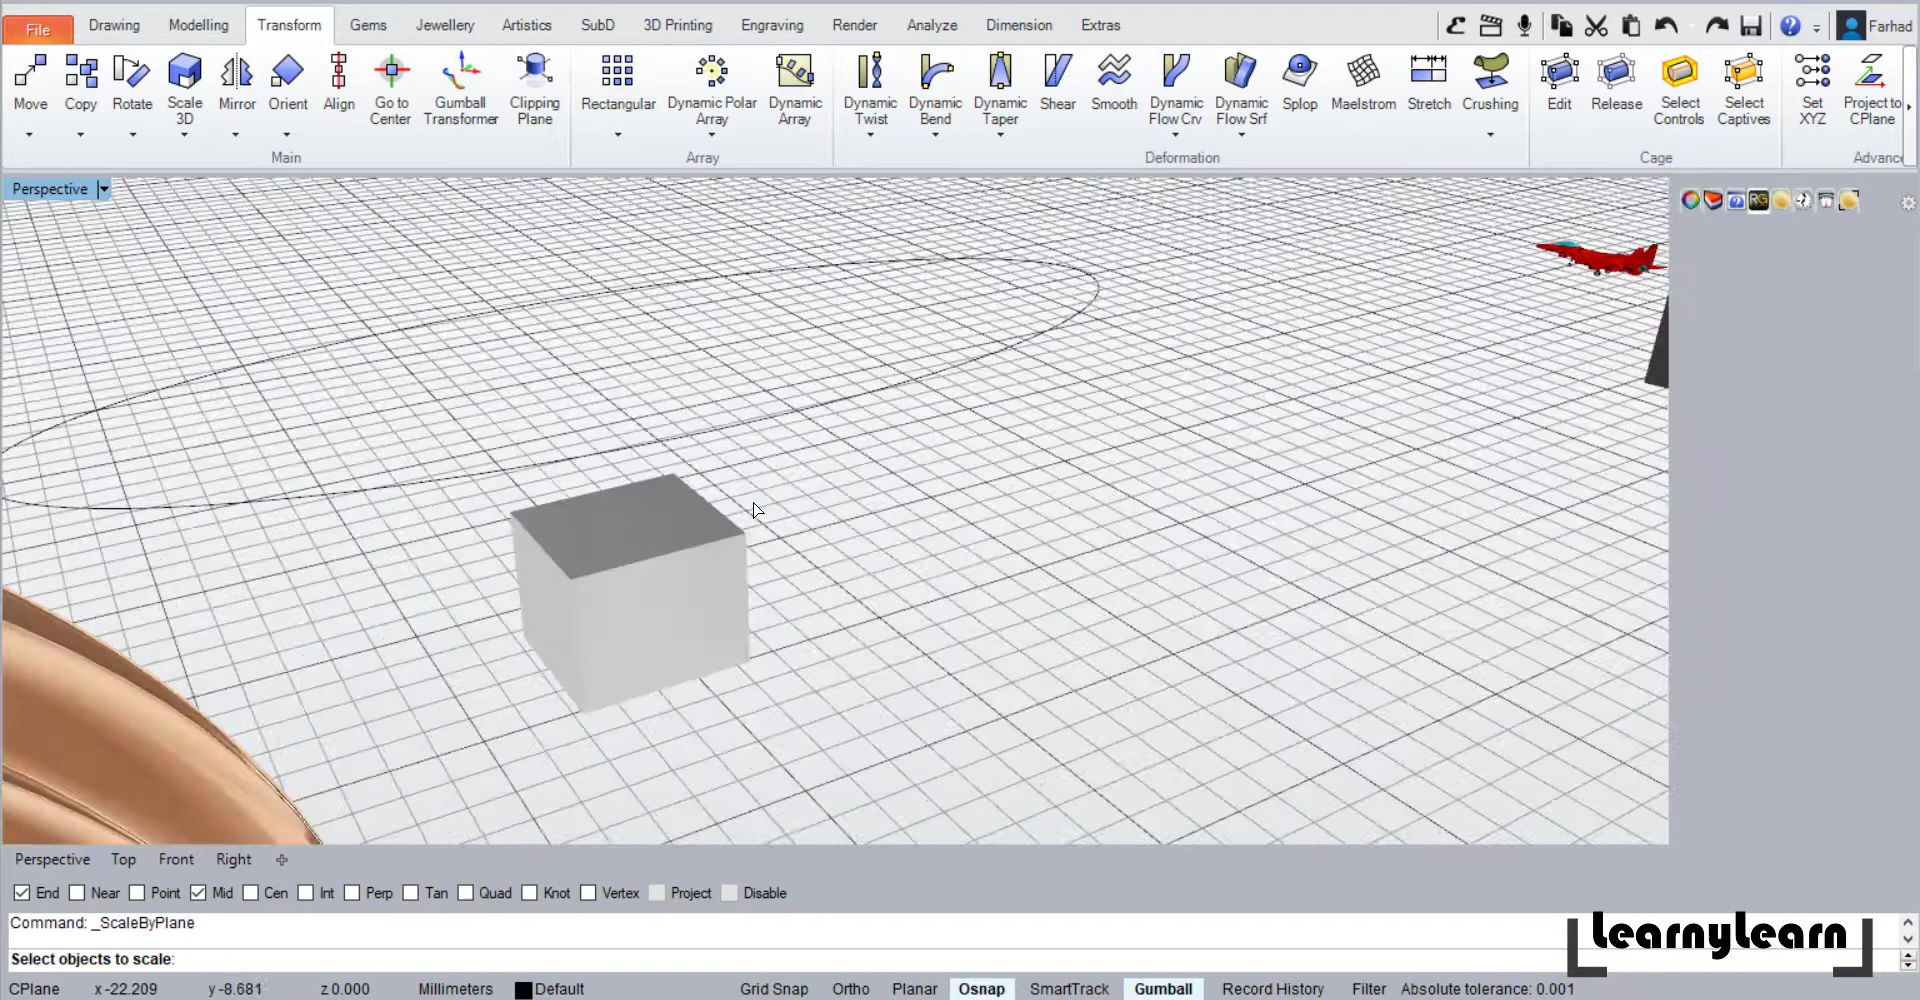 File Drawing Modelling Transform Gems Jewellery Artistics SubD 3D Printing Engraving Render Analyze Dimension Extras Farhad
Move Copy Rotate Scale 3D Mirror Orient Align Go to Center Gumball Transformer Clipping Plane Rectangular Dynamic Polar Array Dynamic Array Dynamic Twist Dynamic Bend Dynamic Taper Shear Smooth Dynamic Flow Crv Dynamic Flow Srf Splop Maelstrom Stretch Crushing Edit Release Select Controls Select Captives Set XYZ Project to CPlane
Main Array Deformation Cage Advance
Perspective
RG
Perspective Top Front Right
End Near Point Mid Cen Int Perp Tan Quad Knot Vertex Project Disable
Command: _ScaleByPlane
Select objects to scale:
LearnyLearn
CPlane x -22.209 y -8.681 z 0.000 Millimeters Default Grid Snap Ortho Planar Osnap SmartTrack Gumball Record History Filter Absolute tolerance: 0.001